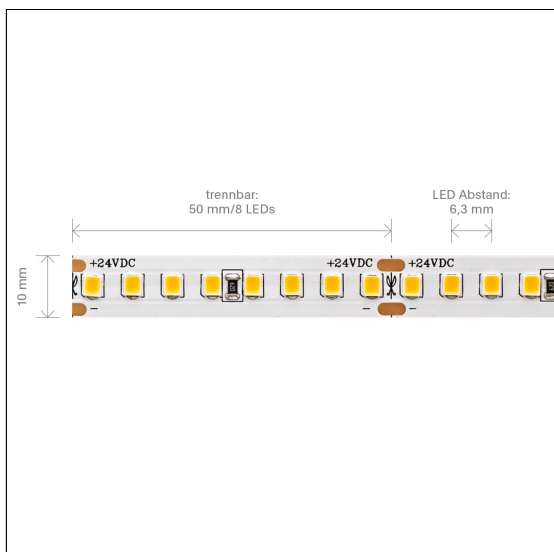 trennbar:
50 mm/8 LEDs
LED Abstand:
6,3 mm
10 mm
+24VDC
+24VDC
+24VDC
–
–
–